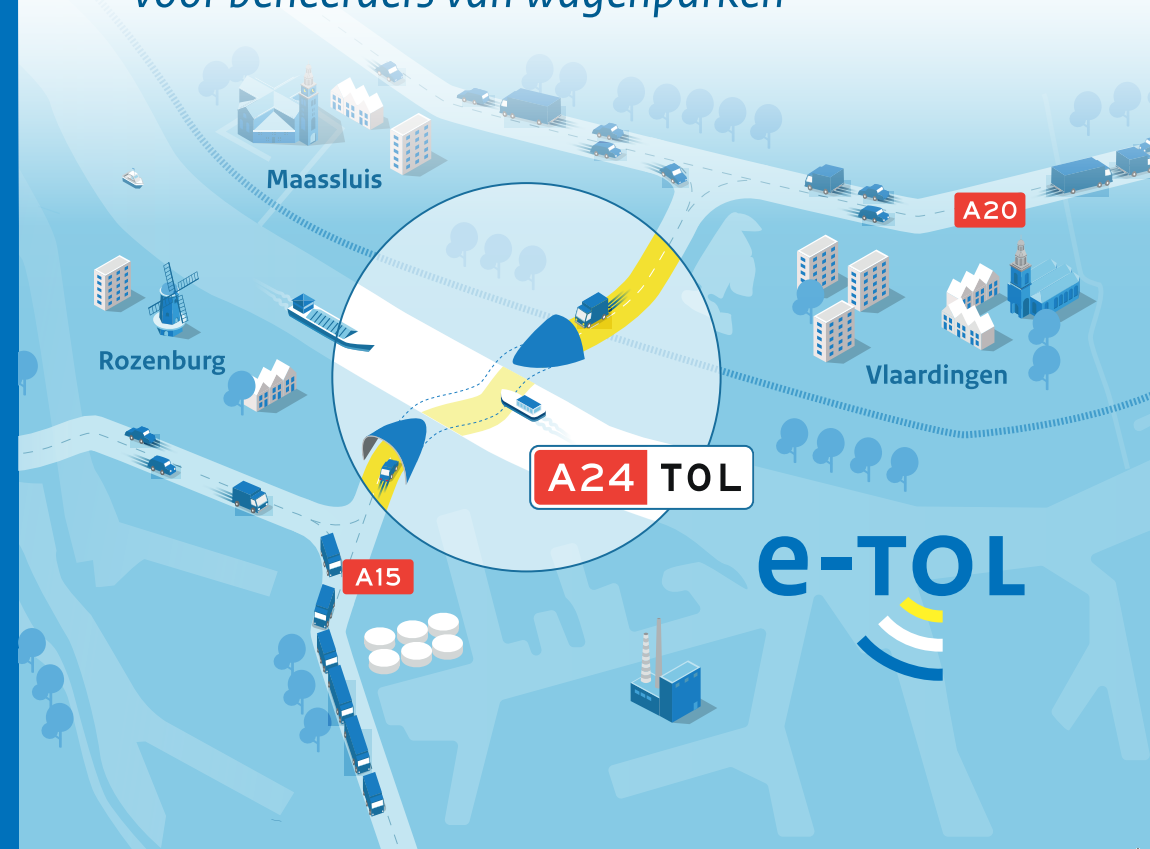 voor beheerders van wagenparken
Maassluis
A20
Rozenburg
Vlaardingen
A24 TOL
e-TOL
A15